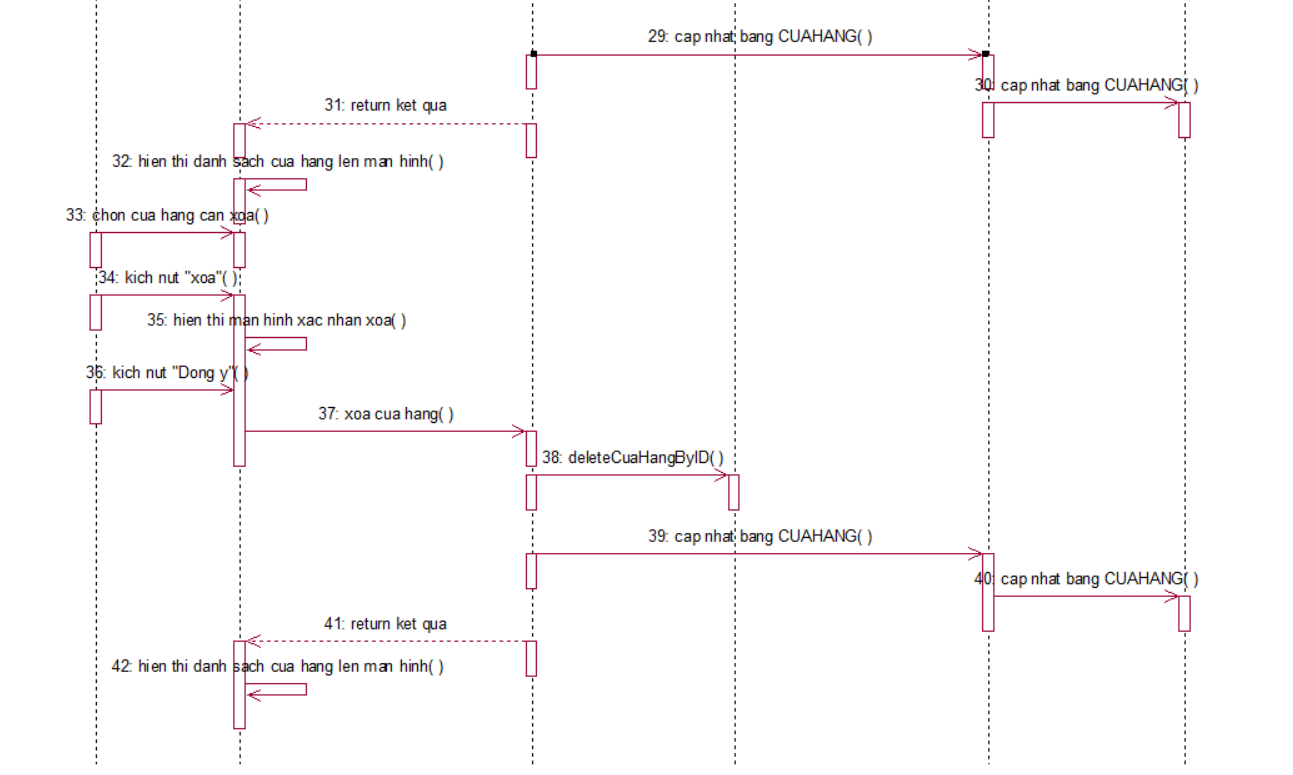 29: cap nhat bang CUAHANG( )
30: cap nhat bang CUAHANG( )
31: return ket qua
32: hien thi danh sach cua hang len man hinh( )
33: chon cua hang can xoa( )
34: kich nut "xoa"( )
35: hien thi man hinh xac nhan xoa( )
36: kich nut "Dong y"( )
37: xoa cua hang( )
38: deleteCuaHangByID( )
39: cap nhat bang CUAHANG( )
40: cap nhat bang CUAHANG( )
41: return ket qua
42: hien thi danh sach cua hang len man hinh( )